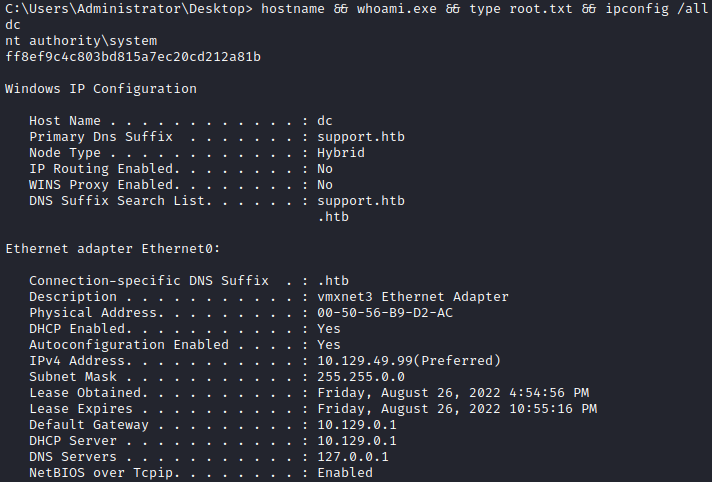 C:\Users\Administrator\Desktop> hostname && whoami.exe && type root.txt && ipconfig /all
dc
nt authority\system
ff8ef9c4c803bd815a7ec20cd212a81b
Windows IP Configuration
Host Name . . . . . . . . . . . . : dc
Primary Dns Suffix  . . . . . . . : support.htb
Node Type . . . . . . . . . . . . : Hybrid
IP Routing Enabled. . . . . . . . : No
WINS Proxy Enabled. . . . . . . . : No
DNS Suffix Search List. . . . . . : support.htb
.htb
Ethernet adapter Ethernet0:
Connection-specific DNS Suffix  . : .htb
Description . . . . . . . . . . . : vmxnet3 Ethernet Adapter
Physical Address. . . . . . . . . : 00-50-56-B9-D2-AC
DHCP Enabled. . . . . . . . . . . : Yes
Autoconfiguration Enabled . . . . : Yes
IPv4 Address. . . . . . . . . . . : 10.129.49.99(Preferred)
Subnet Mask . . . . . . . . . . . : 255.255.0.0
Lease Obtained. . . . . . . . . . : Friday, August 26, 2022 4:54:56 PM
Lease Expires . . . . . . . . . . : Friday, August 26, 2022 10:55:16 PM
Default Gateway . . . . . . . . . : 10.129.0.1
DHCP Server . . . . . . . . . . . : 10.129.0.1
DNS Servers . . . . . . . . . . . : 127.0.0.1
NetBIOS over Tcpip. . . . . . . . : Enabled